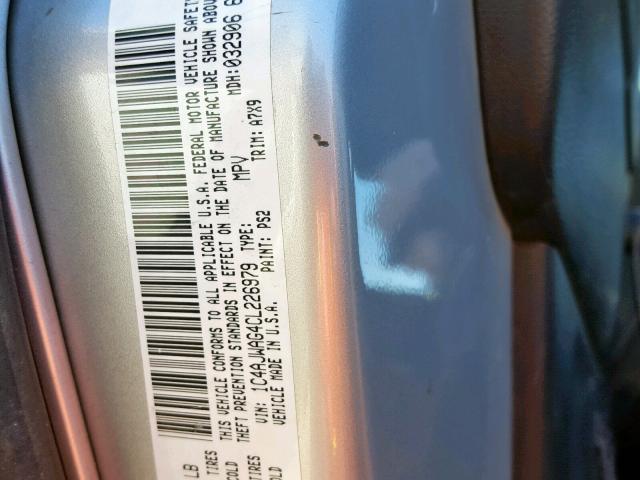 LB
TIRES
COLD
TIRES
COLD
THIS VEHICLE CONFORMS TO ALL APPLICABLE U.S.A. FEDERAL MOTOR VEHICLE SAFETY
THEFT PREVENTION STANDARDS IN EFFECT ON THE DATE OF MANUFACTURE SHOWN ABOV
MDH: 032906
VIN: 1C4AJWAG4CL226979 TYPE: MPV
VEHICLE MADE IN U.S.A. PAINT: PS2 TRIM: A7X9